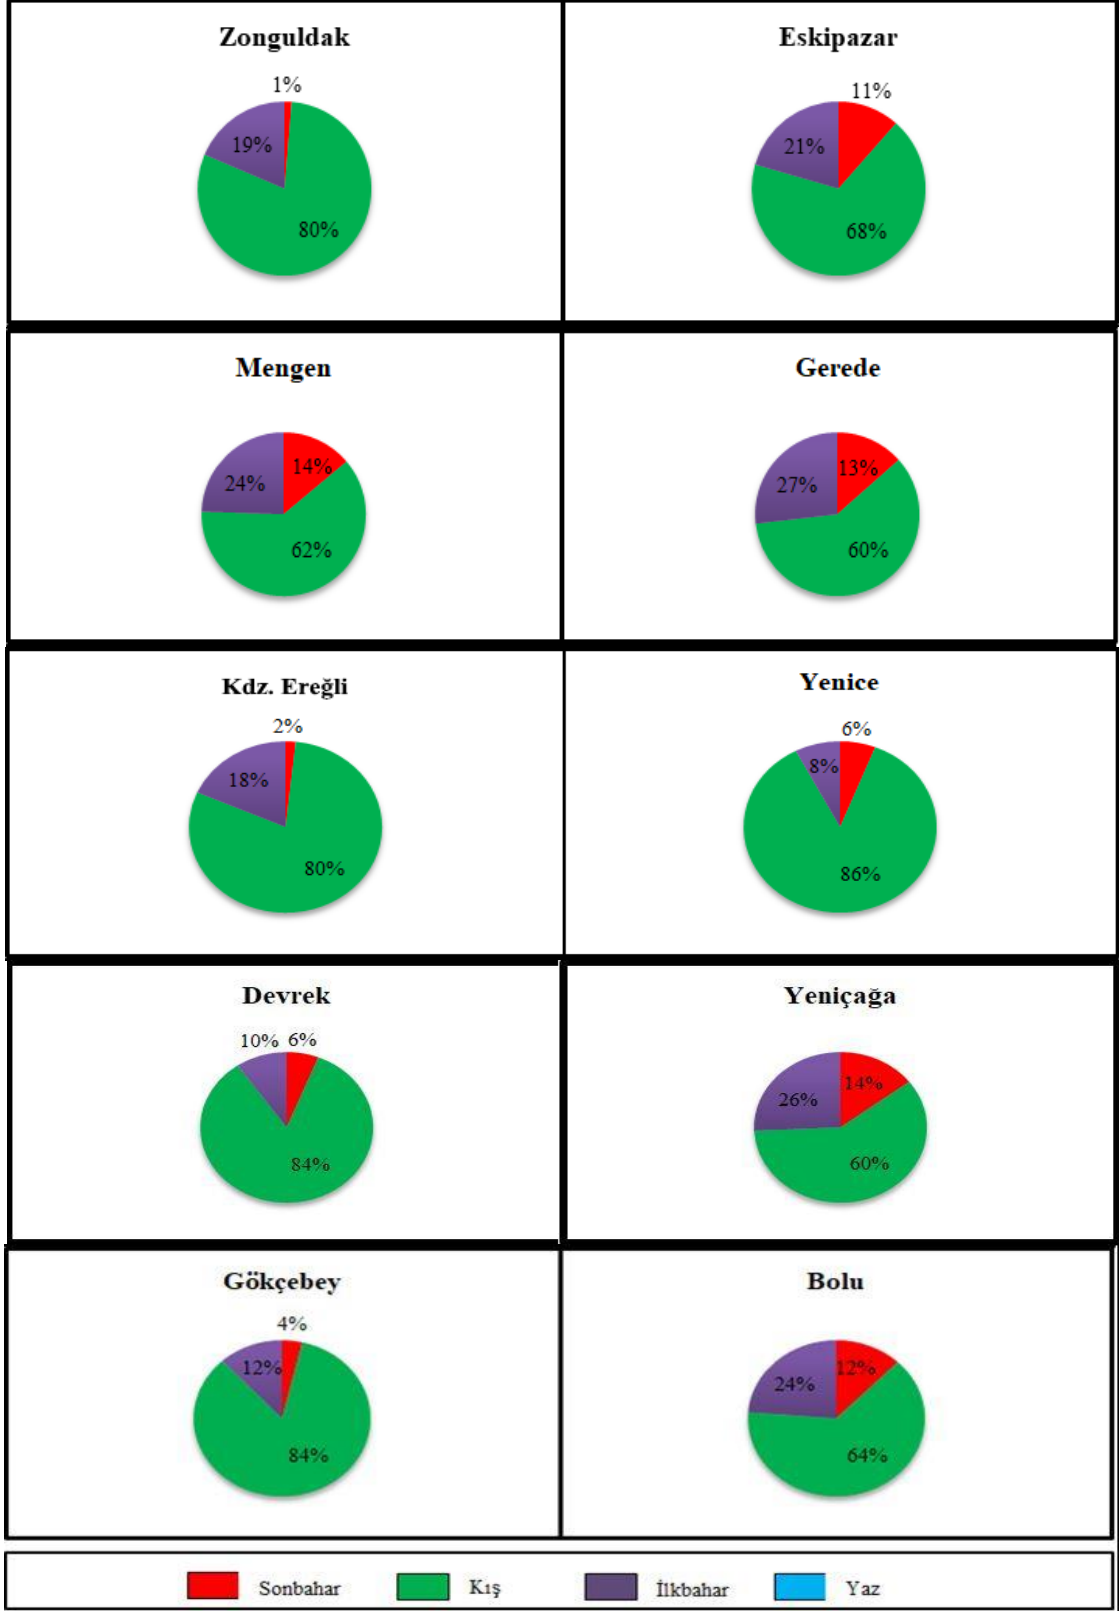 Zonguldak
1%
19%
80%
Eskipazar
11%
21%
68%
Mengen
14%
24%
62%
Gerede
13%
27%
60%
Kdz. Ereğli
2%
18%
80%
Yenice
6%
8%
86%
Devrek
10% 6%
84%
Yeniçağa
14%
26%
60%
Gökçebey
4%
12%
84%
Bolu
12%
24%
64%
Sonbahar Kış İlkbahar Yaz